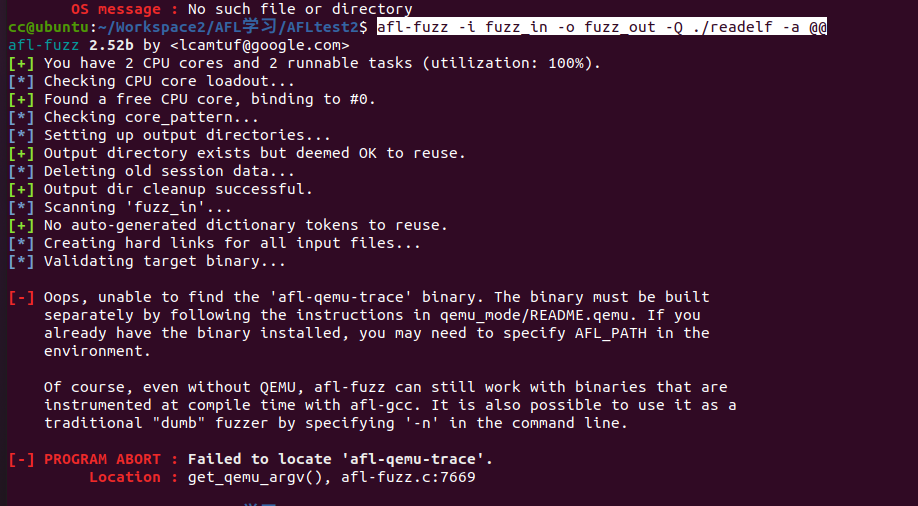 OS message : No such file or directory
cc@ubuntu:~/Workspace2/AFL学习/AFLtest2$ afl-fuzz -i fuzz_in -o fuzz_out -Q ./readelf -a @@
afl-fuzz 2.52b by <lcamtuf@google.com>
[+] You have 2 CPU cores and 2 runnable tasks (utilization: 100%).
[*] Checking CPU core loadout...
[+] Found a free CPU core, binding to #0.
[*] Checking core_pattern...
[*] Setting up output directories...
[+] Output directory exists but deemed OK to reuse.
[*] Deleting old session data...
[+] Output dir cleanup successful.
[*] Scanning 'fuzz_in'...
[+] No auto-generated dictionary tokens to reuse.
[*] Creating hard links for all input files...
[*] Validating target binary...
[-] Oops, unable to find the 'afl-qemu-trace' binary. The binary must be built
separately by following the instructions in qemu_mode/README.qemu. If you
already have the binary installed, you may need to specify AFL_PATH in the
environment.
Of course, even without QEMU, afl-fuzz can still work with binaries that are
instrumented at compile time with afl-gcc. It is also possible to use it as a
traditional "dumb" fuzzer by specifying '-n' in the command line.
[-] PROGRAM ABORT : Failed to locate 'afl-qemu-trace'.
Location : get_qemu_argv(), afl-fuzz.c:7669